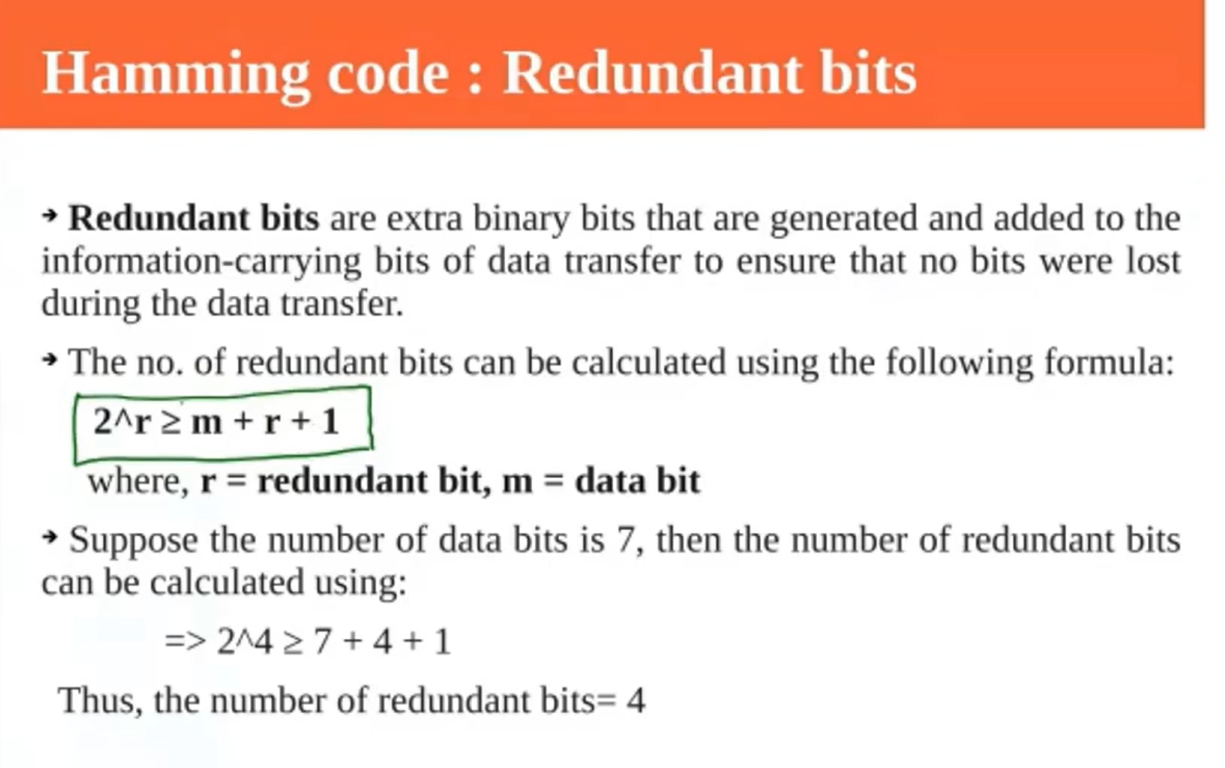 Hamming code : Redundant bits
➔ Redundant bits are extra binary bits that are generated and added to the
information-carrying bits of data transfer to ensure that no bits were lost
during the data transfer.
➔ The no. of redundant bits can be calculated using the following formula:
2^r ≥ m + r + 1
where, r = redundant bit, m = data bit
➔ Suppose the number of data bits is 7, then the number of redundant bits
can be calculated using:
=> 2^4 ≥ 7 + 4 + 1
Thus, the number of redundant bits= 4